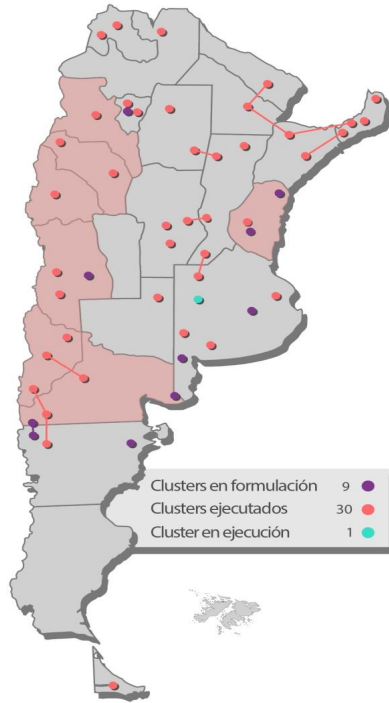 Clusters en formulación 9
Clusters ejecutados 30
Cluster en ejecución 1